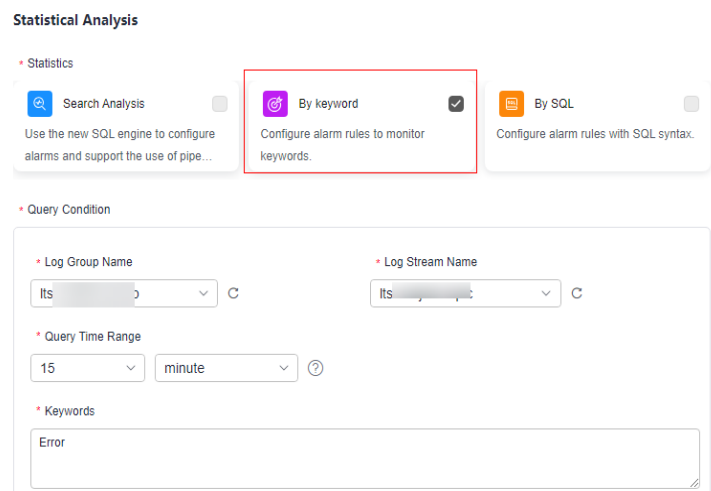 Statistical Analysis
* Statistics
Search Analysis
Use the new SQL engine to configure
alarms and support the use of pipe...
By keyword
Configure alarm rules to monitor
keywords.
By SQL
Configure alarm rules with SQL syntax.
* Query Condition
* Log Group Name
* Log Stream Name
lts
lts
* Query Time Range
15
minute
* Keywords
Error